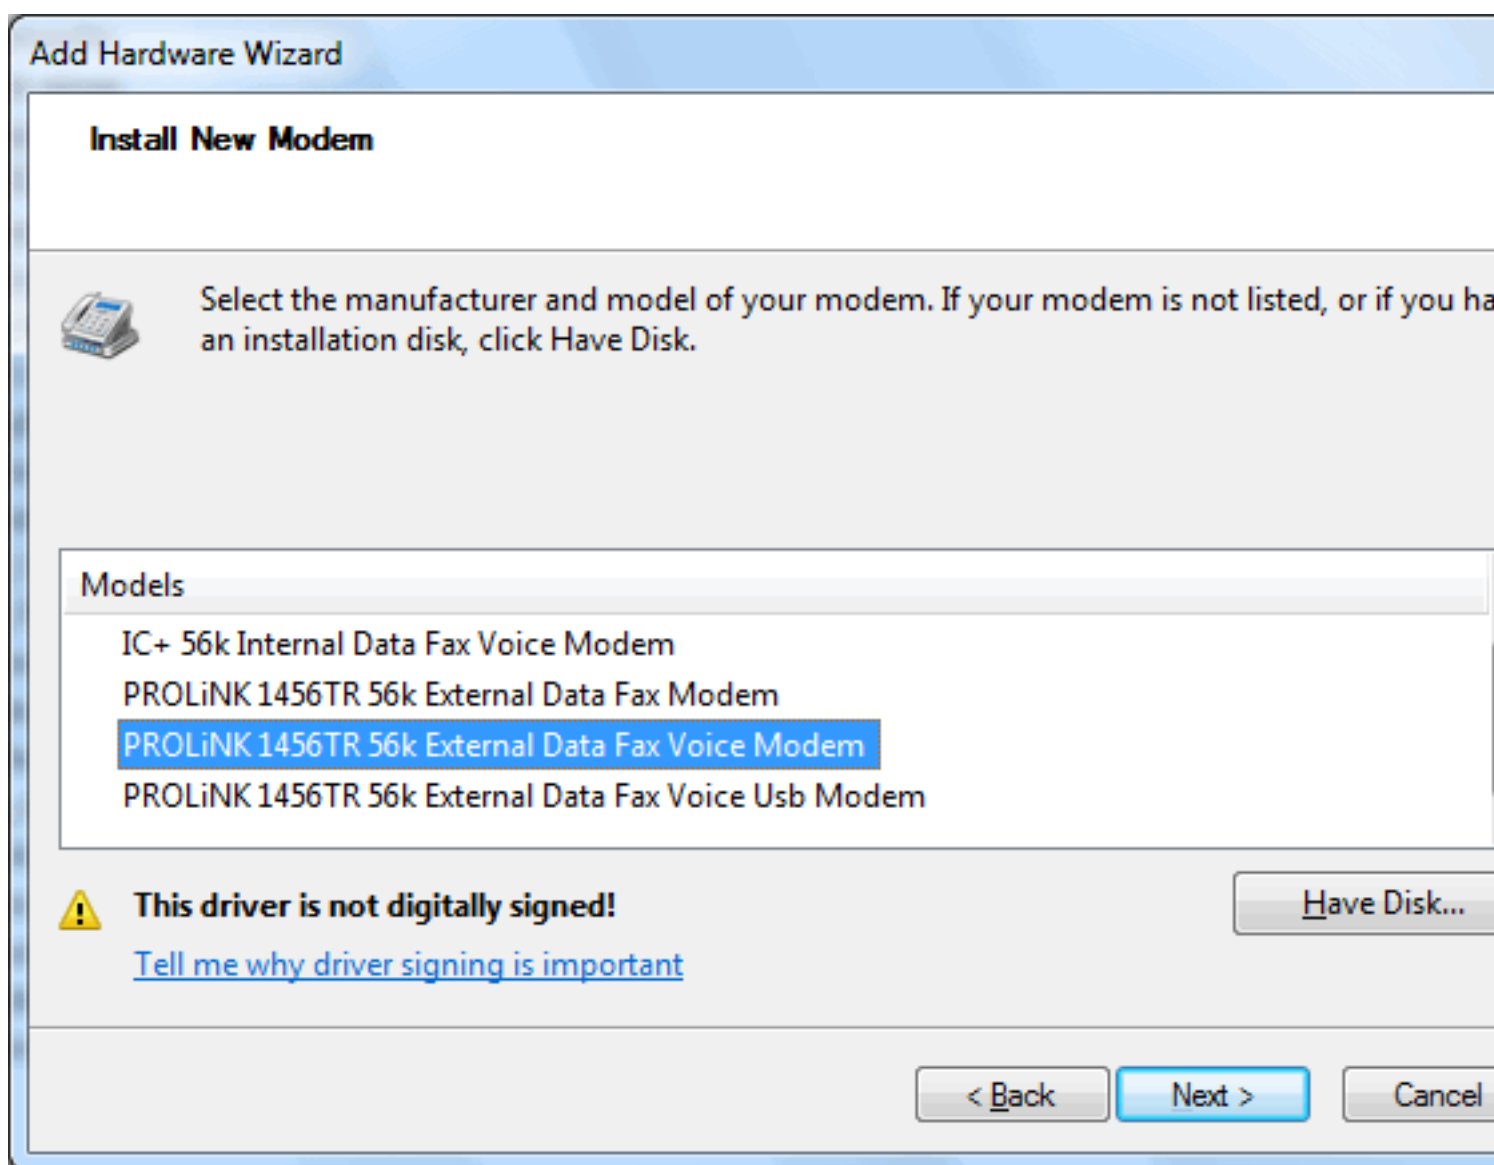 Add Hardware Wizard
Install New Modem
Select the manufacturer and model of your modem. If your modem is not listed, or if you ha
an installation disk, click Have Disk.
Models
IC+ 56k Internal Data Fax Voice Modem
PROLiNK 1456TR 56k External Data Fax Modem
PROLiNK 1456TR 56k External Data Fax Voice Modem
PROLiNK 1456TR 56k External Data Fax Voice Usb Modem
This driver is not digitally signed!
Have Disk...
Tell me why driver signing is important
< Back
Next >
Cancel